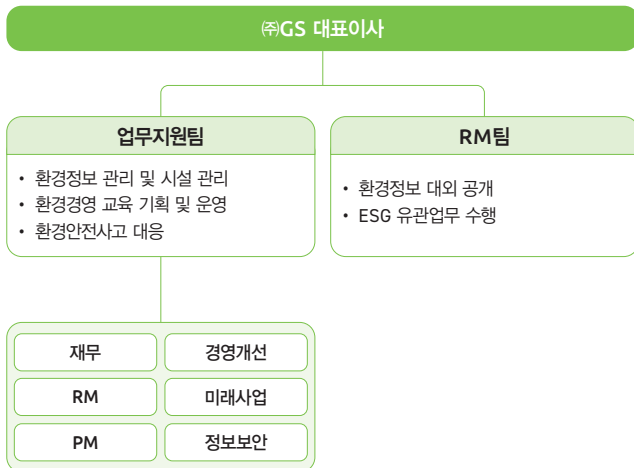 ㈜GS 대표이사
업무지원팀
• 환경정보 관리 및 시설 관리
• 환경경영 교육 기획 및 운영
• 환경안전사고 대응
RM팀
• 환경정보 대외 공개
• ESG 유관업무 수행
재무
경영개선
RM
미래사업
PM
정보보안